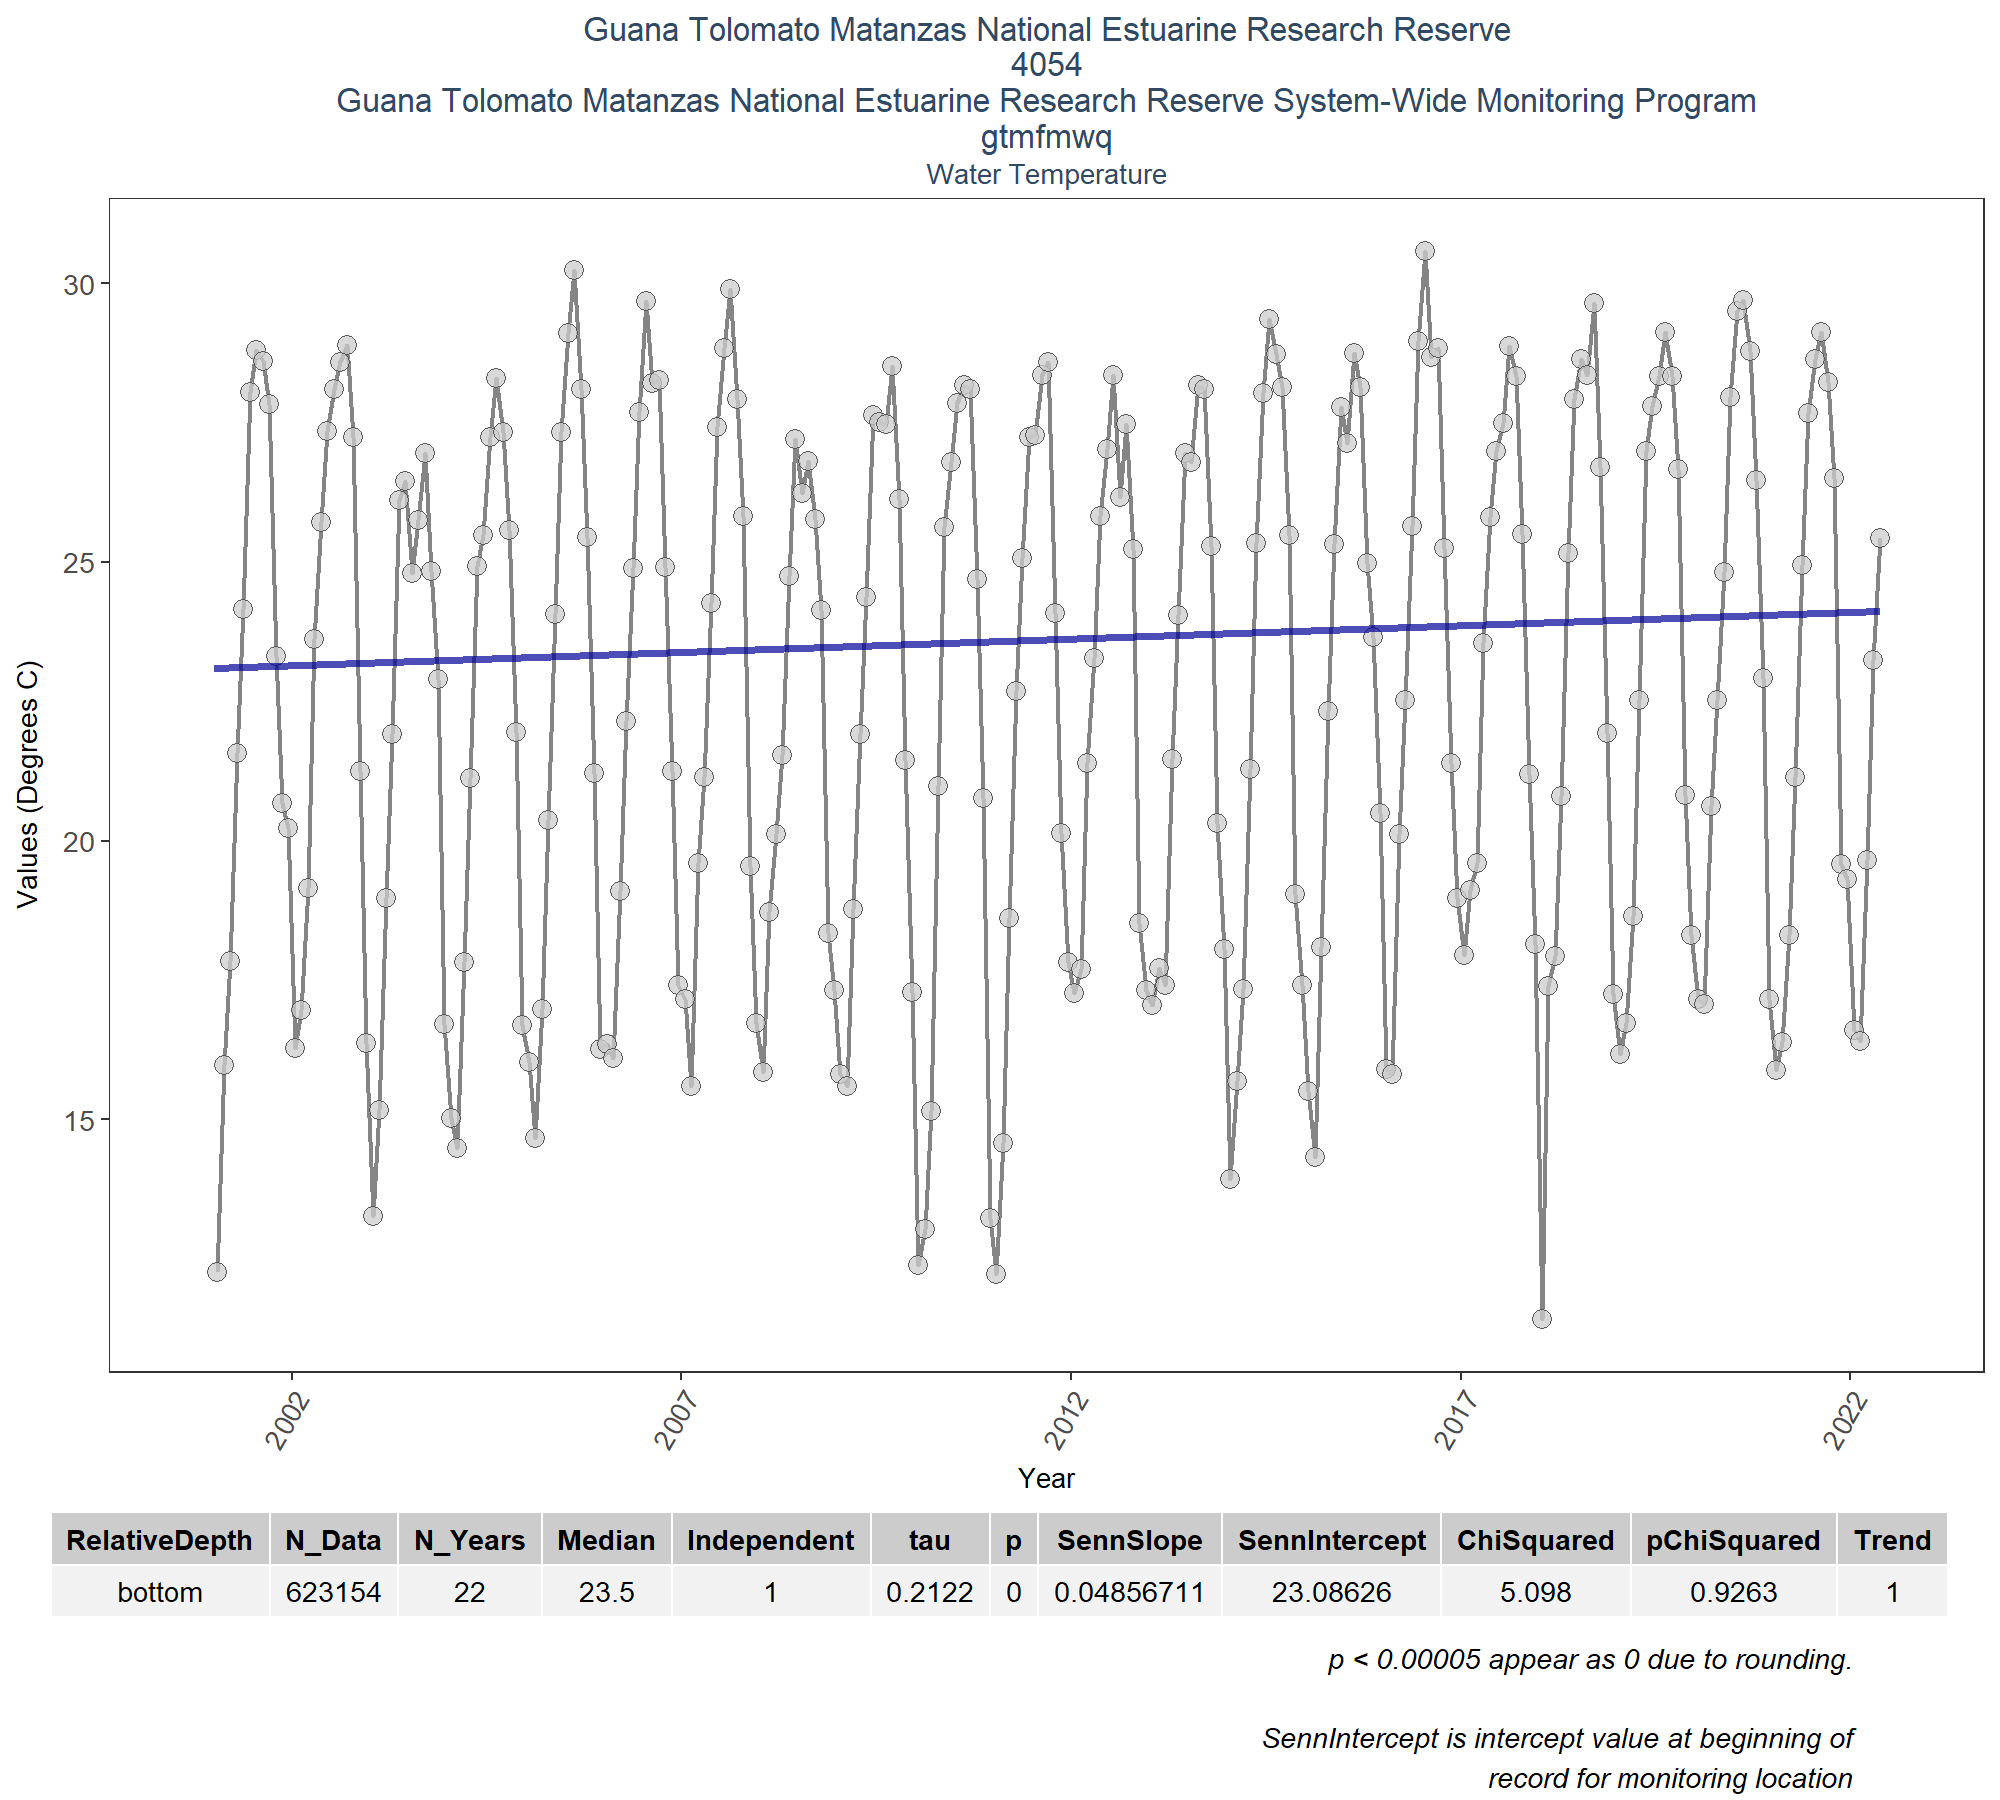 Guana Tolomato Matanzas National Estuarine Research Reserve
4054
Guana Tolomato Matanzas National Estuarine Research Reserve System-Wide Monitoring Program
gtmfmwq
Water Temperature
Values (Degrees C)
30
25
20
15
2002
2007
2012
2017
2022
Year
RelativeDepth N_Data N_Years Median Independent tau p SennSlope SennIntercept ChiSquared pChiSquared Trend
bottom 623154 22 23.5 1 0.2122 0 0.04856711 23.08626 5.098 0.9263 1
p < 0.00005 appear as 0 due to rounding.
SennIntercept is intercept value at beginning of
record for monitoring location